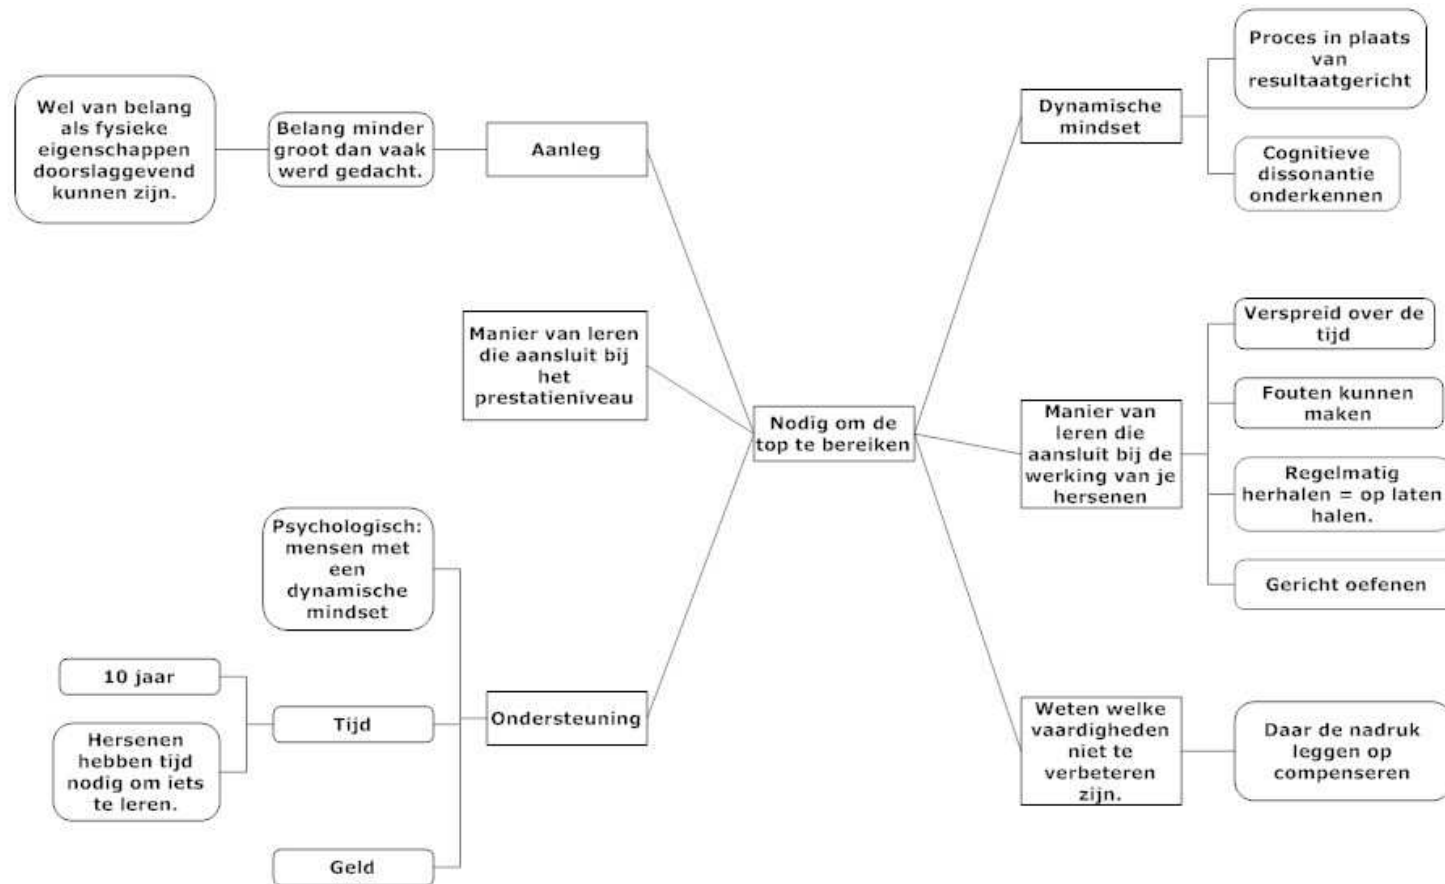 Wel van belang
als fysieke
eigenschappen
doorslaggevend
kunnen zijn.
Belang minder
groot dan vaak
werd gedacht.
Aanleg
Manier van leren
die aansluit bij
het
prestatieniveau
Psychologisch:
mensen met
een
dynamische
mindset
10 jaar
Hersenen
hebben tijd
nodig om iets
te leren.
Tijd
Geld
Ondersteuning
Nodig om de
top te bereiken
Dynamische
mindset
Proces in plaats
van
resultaatgericht
Cognitieve
dissonantie
onderkennen
Manier van
leren die
aansluit bij de
werking van je
hersenen
Verspreid over de
tijd
Fouten kunnen
maken
Regelmatig
herhalen = op laten
halen.
Gericht oefenen
Weten welke
vaardigheden
niet te
verbeteren
zijn.
Daar de nadruk
leggen op
compenseren